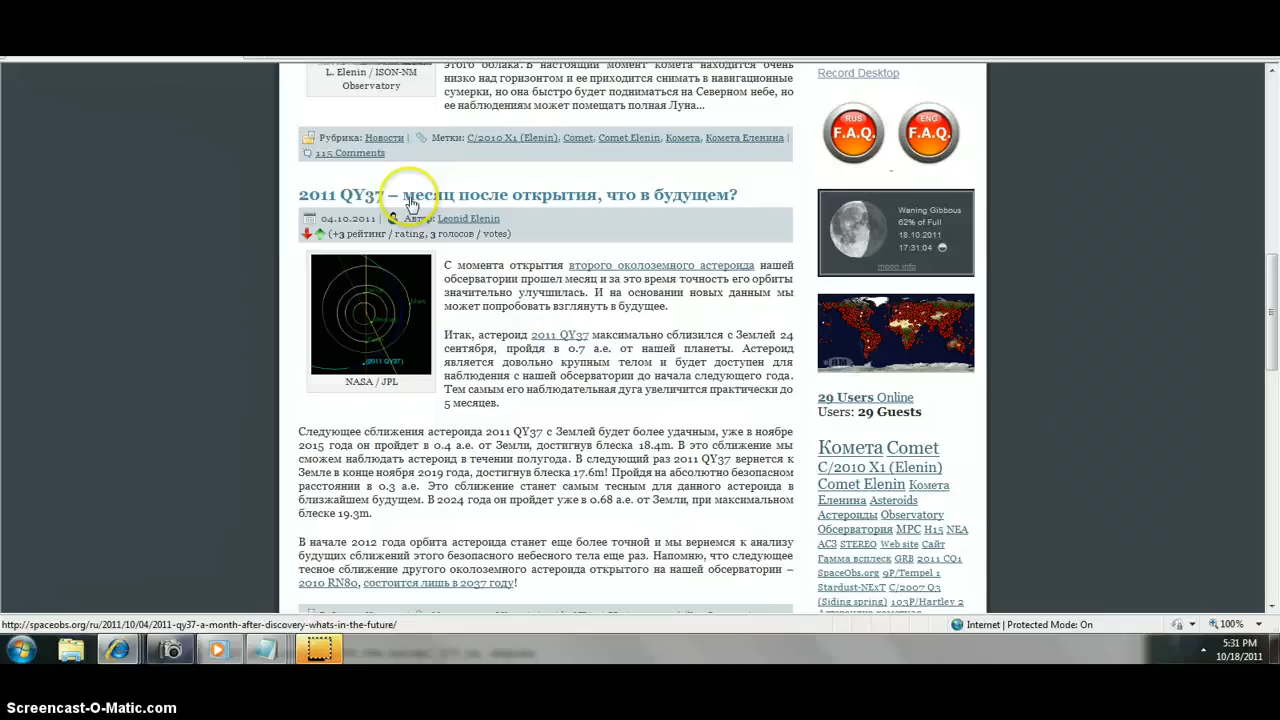 L. Elenin / ISON-NM
Observatory
этого облака. В настоящий момент комета находится очень
низко над горизонтом и ее приходится снимать в навигационные
сумерки, но она быстро будет подниматься на Северном небе, но
ее наблюдениям может помещать полная Луна...
Рубрика: Новости | Метки: C/2010 X1 (Elenin), Comet, Comet Elenin, Комета, Комета Еленина |
115 Comments
2011 QY37 – месяц после открытия, что в будущем?
04.10.2011 | Автор: Leonid Elenin
(+3 рейтинг / rating, 3 голосов / votes)
NASA / JPL
С момента открытия второго околоземного астероида нашей
обсерватории прошел месяц и за это время точность его орбиты
значительно улучшилась. И на основании новых данным мы
может попробовать взглянуть в будущее.
Итак, астероид 2011 QY37 максимально сблизился с Землей 24
сентября, пройдя в 0.7 а.е. от нашей планеты. Астероид
является довольно крупным телом и будет доступен для
наблюдения с нашей обсерватории до начала следующего года.
Тем самым его наблюдательная дуга увеличится практически до
5 месяцев.
Следующее сближения астероида 2011 QY37 с Землей будет более удачным, уже в ноябре
2015 года он пройдет в 0.4 а.е. от Земли, достигнув блеска 18.4m. В это сближение мы
сможем наблюдать астероид в течении полугода. В следующий раз 2011 QY37 вернется к
Земле в конце ноября 2019 года, достигнув блеска 17.6m! Пройдя на абсолютно безопасном
расстоянии в 0.3 а.е. Это сближение станет самым тесным для данного астероида в
ближайшем будущем. В 2024 года он пройдет уже в 0.68 а.е. от Земли, при максимальном
блеске 19.3m.
В начале 2012 года орбита астероида станет еще более точной и мы вернемся к анализу
будущих сближений этого безопасного небесного тела еще раз. Напомню, что следующее
тесное сближение другого околоземного астероида открытого на нашей обсерватории –
2010 RN80, состоится лишь в 2037 году!
Record Desktop
RUS
F.A.Q.
ENG
F.A.Q.
Waning Gibbous
62% of Full
18.10.2011
17:31:04
moon info
RM
29 Users Online
Users: 29 Guests
Комета Comet
C/2010 X1 (Elenin)
Comet Elenin Комета
Еленина Asteroids
Астероиды Observatory
Обсерватория MPC H15 NEA
АСЗ STEREO Web site Сайт
Гамма всплеск GRB 2011 CQ1
SpaceObs.org 9P/Tempel 1
Stardust-NExT C/2007 Q3
(Siding spring) 103P/Hartley 2
http://spaceobs.org/ru/2011/10/04/2011-qy37-a-month-after-discovery-whats-in-the-future/
Internet | Protected Mode: On
100%
5:31 PM
10/18/2011
Screencast-O-Matic.com